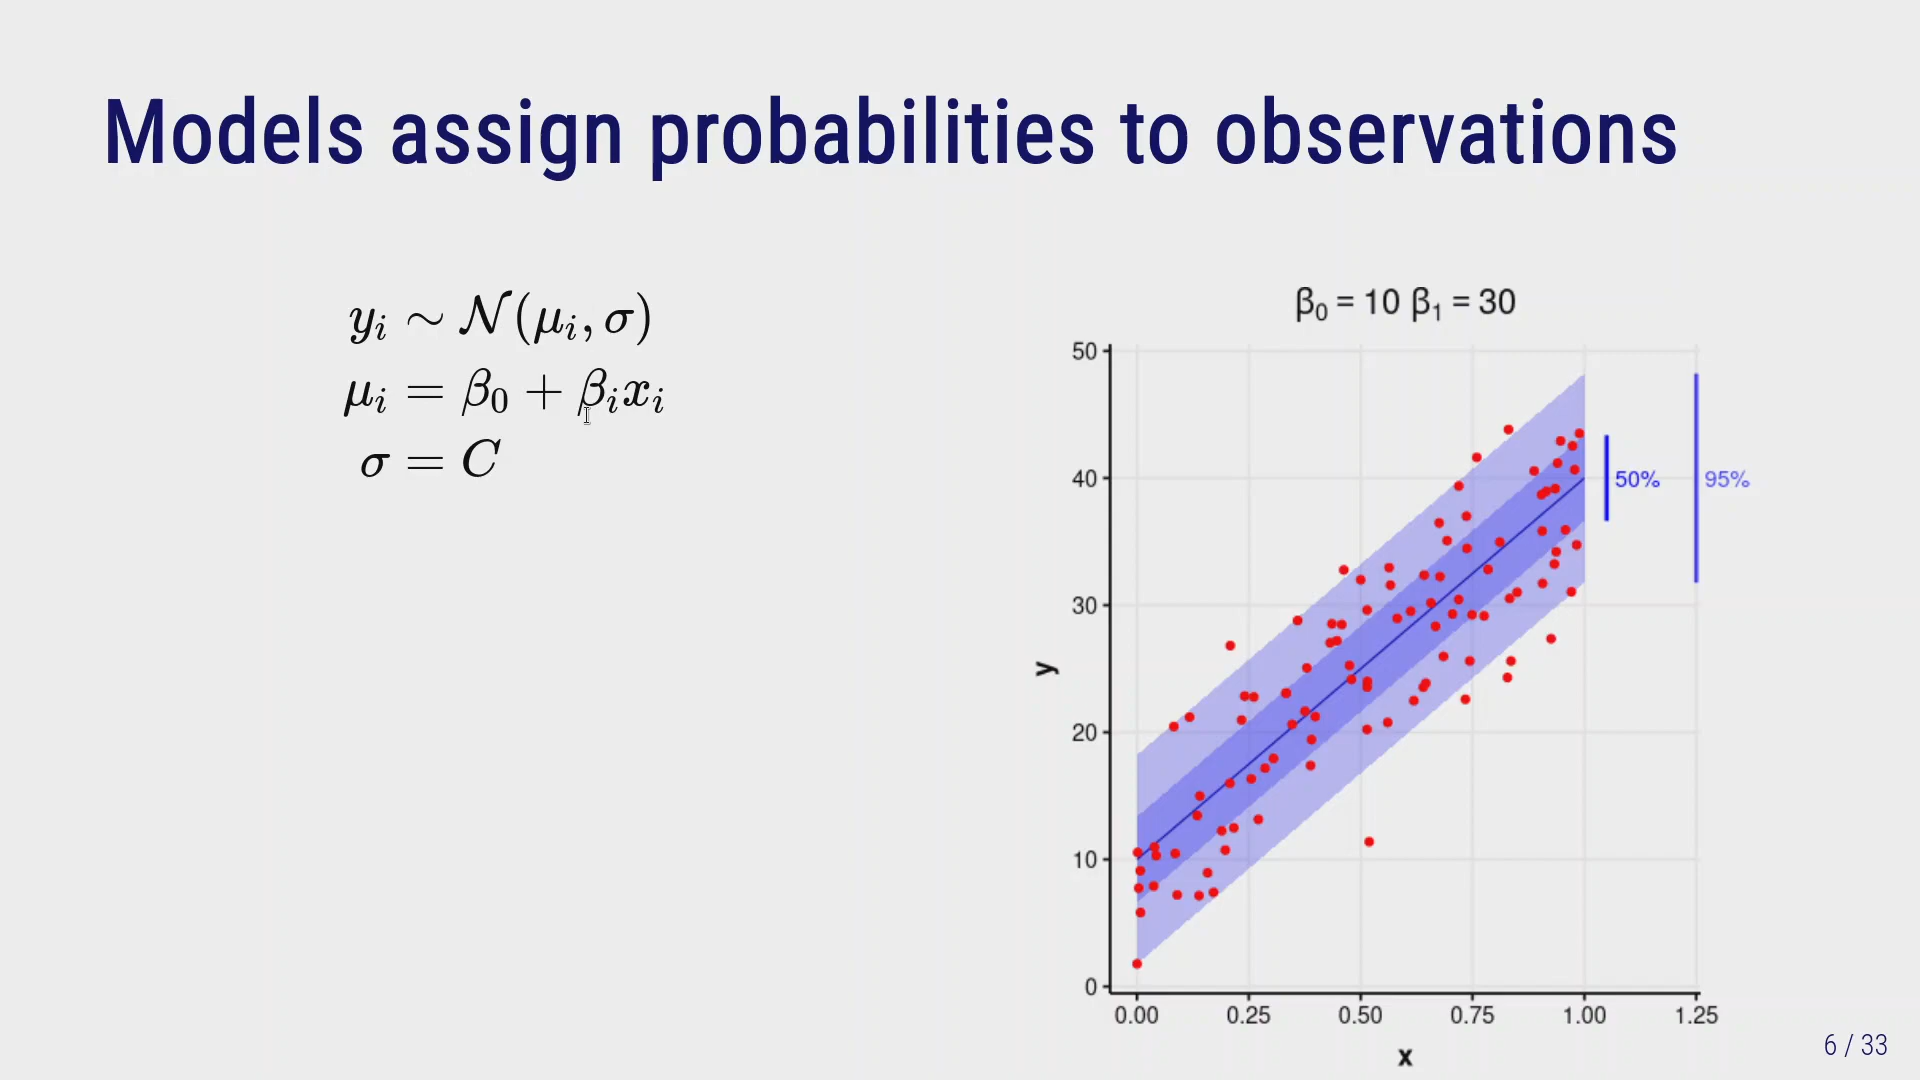 Models assign probabilities to observations
yᵢ ∼ 𝒩(μᵢ, σ)
μᵢ = β₀ + βᵢxᵢ
σ = C
β₀ = 10 β₁ = 30
50
40
30
20
10
0
y
50%
95%
0.00 0.25 0.50 0.75 1.00 1.25
x
6 / 33